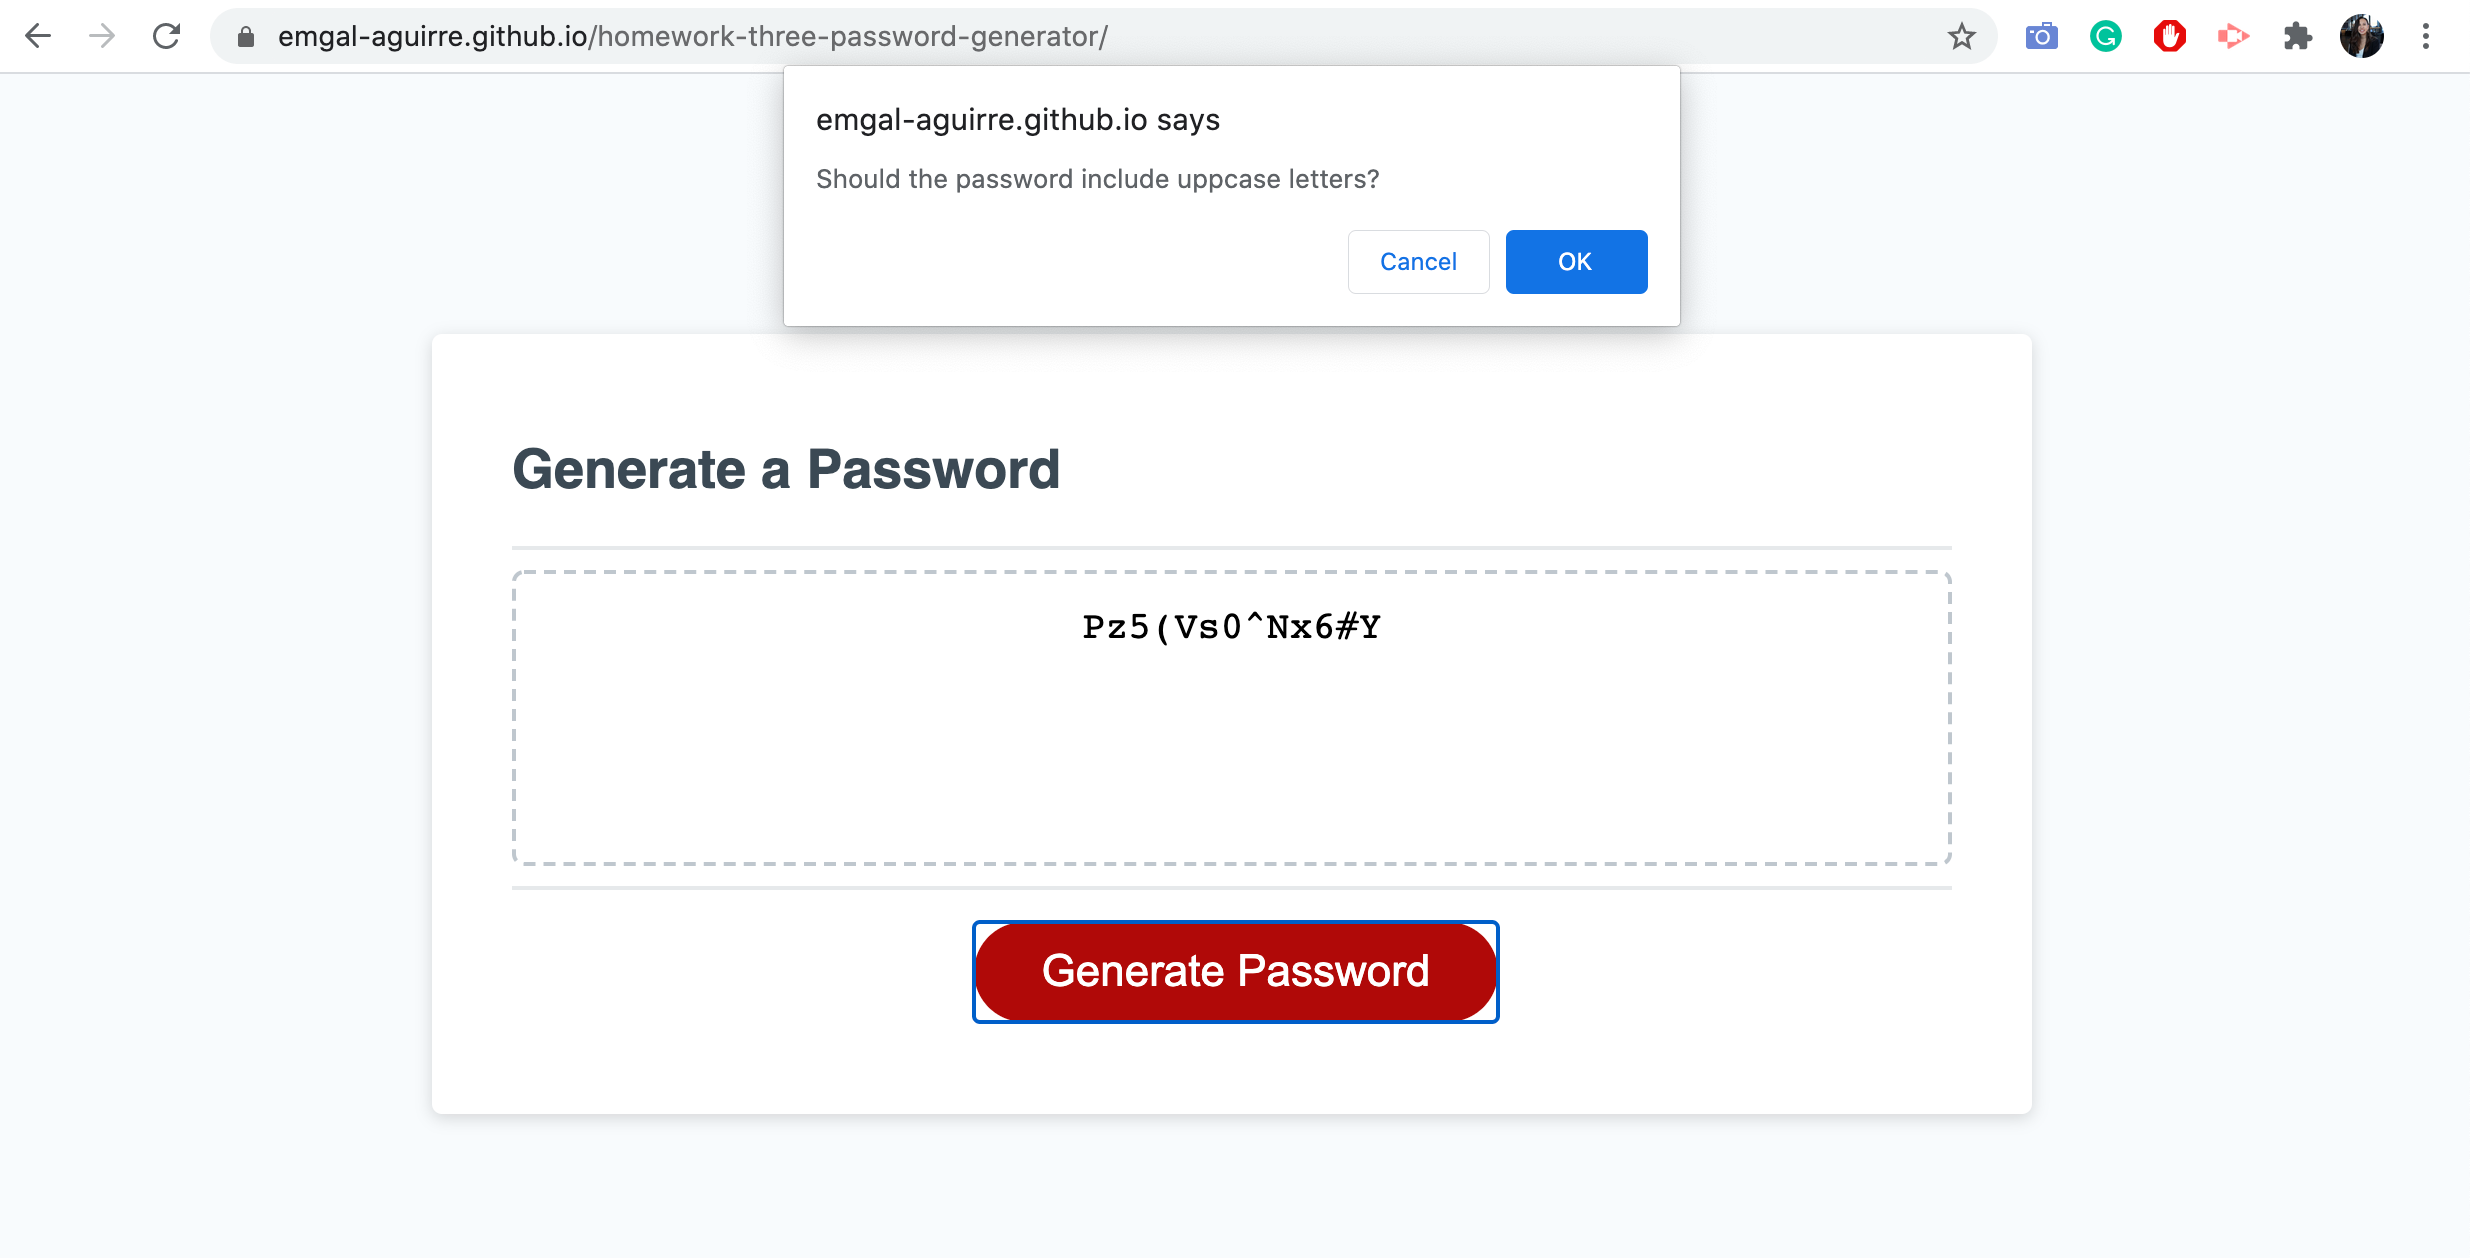 emgal-aguirre.github.io/homework-three-password-generator/
emgal-aguirre.github.io says
Should the password include uppcase letters?
Cancel
OK
Generate a Password
Pz5(Vs0^Nx6#Y
Generate Password